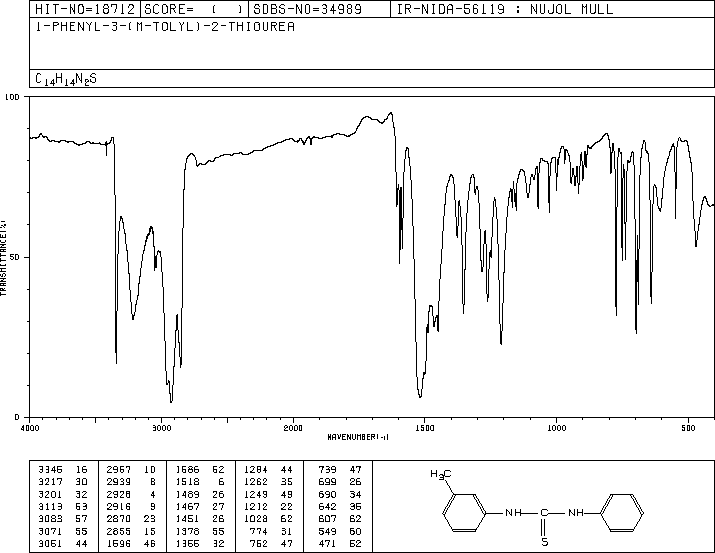 HIT-NO=18712 SCORE= ( ) SDBS-NO=34989 IR-NIDA-56119 : NUJOL MULL
1-PHENYL-3-(M-TOLYL)-2-THIOUREA
C14H14N2S
100
50
0
TRANSMITTANCE(%)
4000 3000 2000 1500 1000 500
WAVENUMBER(-1)
3346 16 2957 10 1586 52 1284 44 739 47
3217 30 2939 8 1518 6 1262 35 699 26
3201 32 2928 4 1489 26 1249 49 690 34
3113 53 2916 9 1467 27 1212 22 642 35
3083 57 2870 23 1451 26 1028 62 607 62
3071 55 2855 15 1378 55 774 31 549 60
3051 44 1596 46 1355 32 752 47 471 52
H3C
NH C NH
S